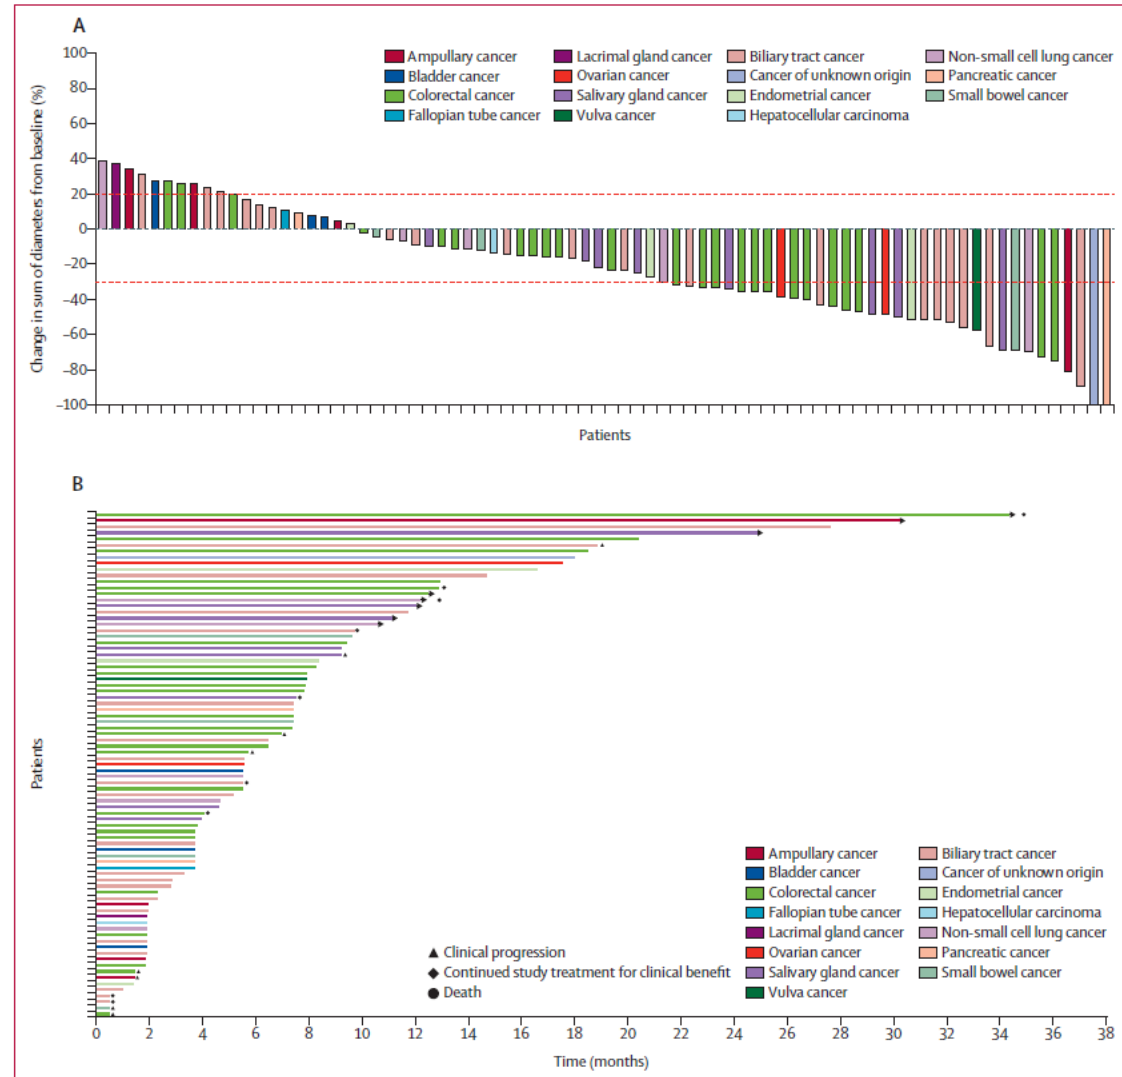 A
100
80
60
40
20
0
−20
−40
−60
−80
−100
Change in sum of diameters from baseline (%)
Ampullary cancer
Bladder cancer
Colorectal cancer
Fallopian tube cancer
Lacrimal gland cancer
Ovarian cancer
Salivary gland cancer
Vulva cancer
Biliary tract cancer
Cancer of unknown origin
Endometrial cancer
Hepatocellular carcinoma
Non-small cell lung cancer
Pancreatic cancer
Small bowel cancer
Patients
B
Patients
Clinical progression
Continued study treatment for clinical benefit
Death
Ampullary cancer
Bladder cancer
Colorectal cancer
Fallopian tube cancer
Lacrimal gland cancer
Ovarian cancer
Salivary gland cancer
Vulva cancer
Biliary tract cancer
Cancer of unknown origin
Endometrial cancer
Hepatocellular carcinoma
Non-small cell lung cancer
Pancreatic cancer
Small bowel cancer
0 2 4 6 8 10 12 14 16 18 20 22 24 26 28 30 32 34 36 38
Time (months)